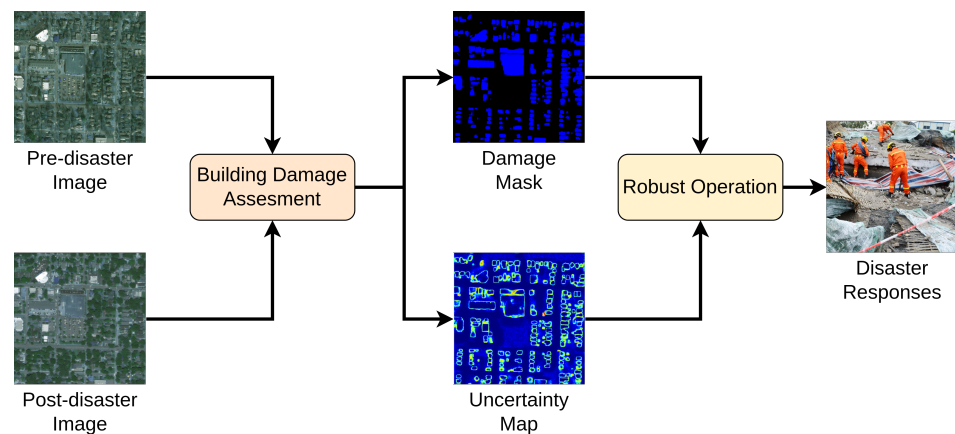 Pre-disaster
Image
Building Damage
Assesment
Damage
Mask
Robust Operation
Disaster
Responses
Post-disaster
Image
Uncertainty
Map